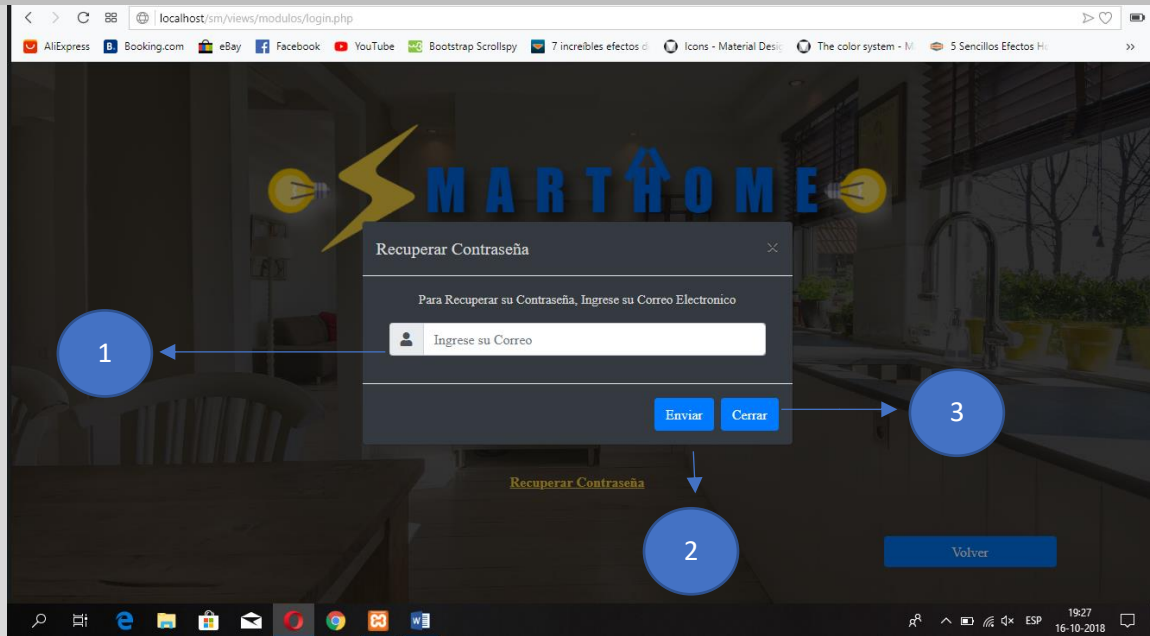 localhost/sm/views/modulos/login.php
AliExpress B. Booking.com eBay Facebook YouTube Bootstrap Scrollspy 7 increíbles efectos d Icons - Material Desig The color system - M 5 Sencillos Efectos H »
MARTHOME
Recuperar Contraseña ×
Para Recuperar su Contraseña, Ingrese su Correo Electronico
Ingrese su Correo
1
Enviar Cerrar
3
Recuperar Contraseña
2
Volver
ESP 19:27
16-10-2018